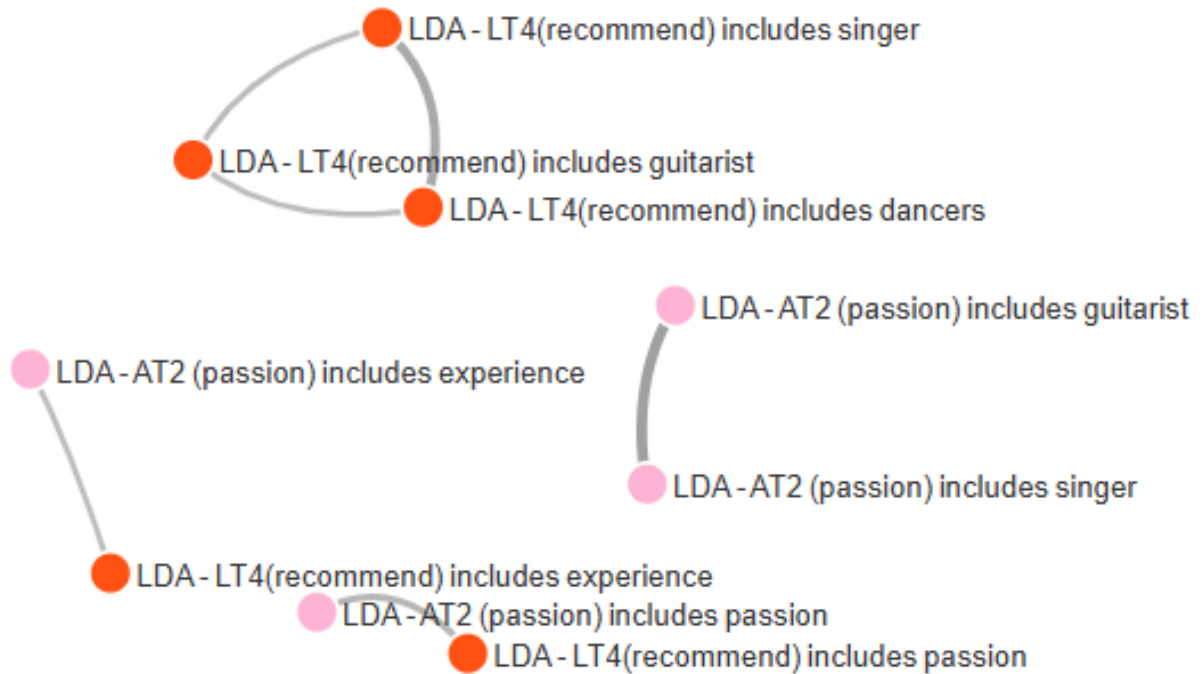 LDA - LT4(recommend) includes singer
LDA - LT4(recommend) includes guitarist
LDA - LT4(recommend) includes dancers
LDA - AT2 (passion) includes guitarist
LDA - AT2 (passion) includes experience
LDA - AT2 (passion) includes singer
LDA - LT4(recommend) includes experience
LDA - AT2 (passion) includes passion
LDA - LT4(recommend) includes passion